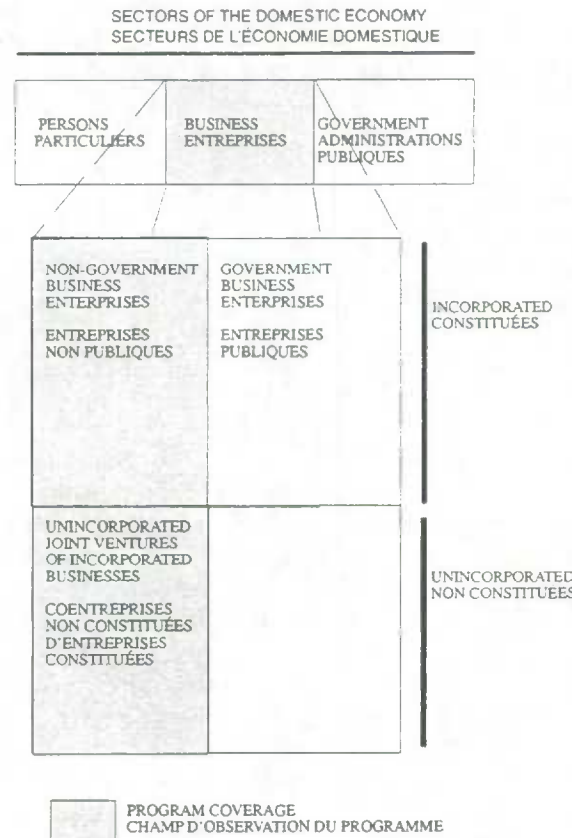 SECTORS OF THE DOMESTIC ECONOMY
SECTEURS DE L'ÉCONOMIE DOMESTIQUE
PERSONS
PARTICULIERS
BUSINESS
ENTREPRISES
GOVERNMENT
ADMINISTRATIONS
PUBLIQUES
NON-GOVERNMENT
BUSINESS
ENTERPRISES
ENTREPRISES
NON PUBLIQUES
GOVERNMENT
BUSINESS
ENTERPRISES
ENTREPRISES
PUBLIQUES
INCORPORATED
CONSTITUÉES
UNINCORPORATED
JOINT VENTURES
OF INCORPORATED
BUSINESSES
COENTREPRISES
NON CONSTITUÉES
D'ENTREPRISES
CONSTITUÉES
UNINCORPORATED
NON CONSTITUÉES
PROGRAM COVERAGE
CHAMP D'OBSERVATION DU PROGRAMME